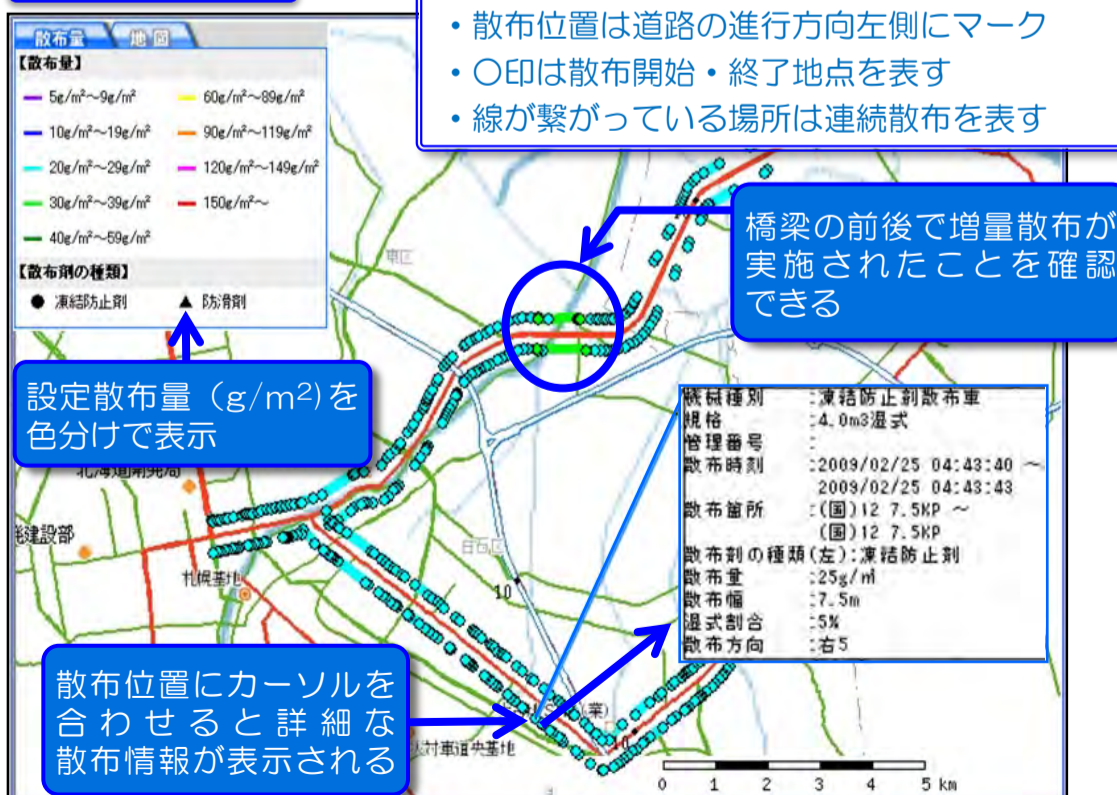 ・散布位置は道路の進行方向左側にマーク
・〇印は散布開始・終了地点を表す
・線が繋がっている場所は連続散布を表す
散布量 地図
【散布量】
5g/m²～9g/m² 60g/m²～89g/m²
10g/m²～19g/m² 90g/m²～119g/m²
20g/m²～29g/m² 120g/m²～149g/m²
30g/m²～39g/m² 150g/m²～
40g/m²～59g/m²
【散布剤の種類】
● 凍結防止剤 ▲ 防滑剤
東区
橋梁の前後で増量散布が
実施されたことを確認
できる
設定散布量（g/m²)を
色分けで表示
北海道開発局
発建設部
札幌基地
白石区
10
機械種別 :凍結防止剤散布車
規格 :4.0m3湿式
管理番号 :
散布時刻 :2009/02/25 04:43:40 ～
2009/02/25 04:43:43
散布箇所 :(国)12 7.5KP ～
(国)12 7.5KP
散布剤の種類(左):凍結防止剤
散布量 :25g/㎡
散布幅 :7.5m
湿式割合 :5%
散布方向 :右5
散布位置にカーソルを
合わせると詳細な
散布情報が表示される
(業)
10
対車道央基地
0 1 2 3 4 5 km